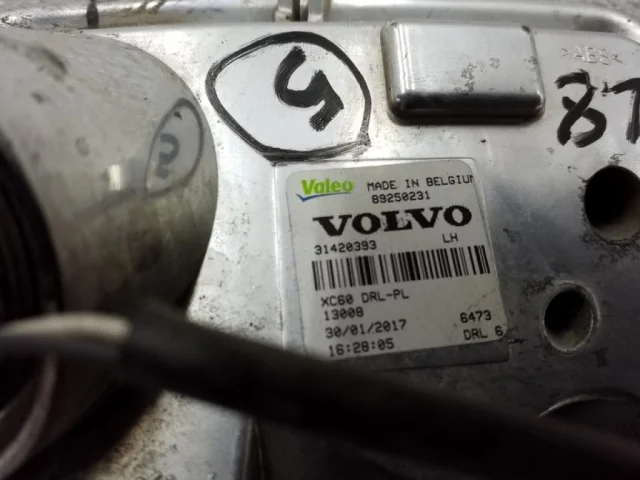 5
>ABS<
Valeo MADE IN BELGIUM
89250231
VOLVO
31420393 LH
XC60 DRL-PL
13008 6473
30/01/2017 DRL 6
16:28:05